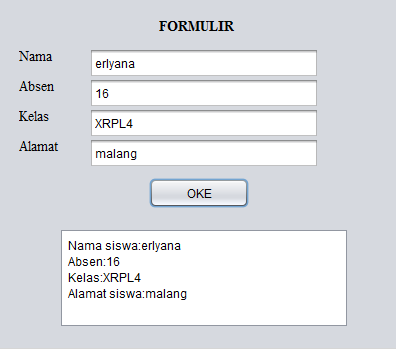 FORMULIR
Nama erlyana
Absen 16
Kelas XRPL4
Alamat malang
OKE
Nama siswa:erlyana
Absen:16
Kelas:XRPL4
Alamat siswa:malang